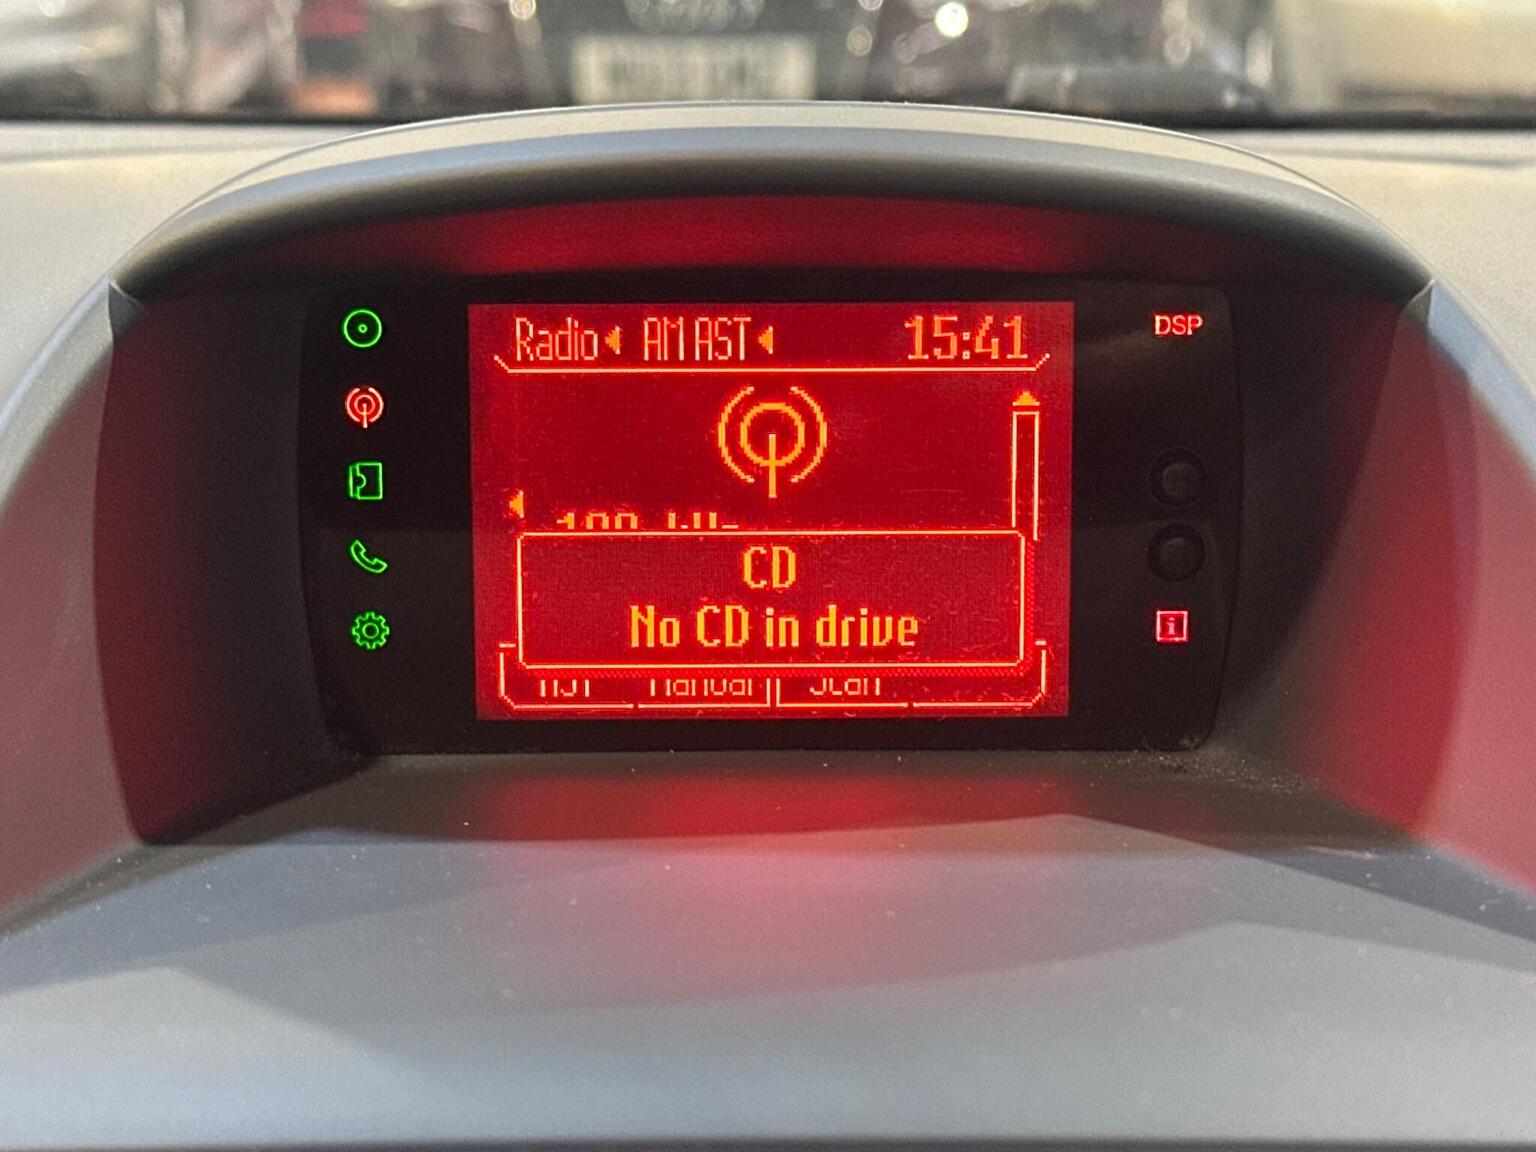 Radio AM AST 15:41
DSP
CD
No CD in drive
i